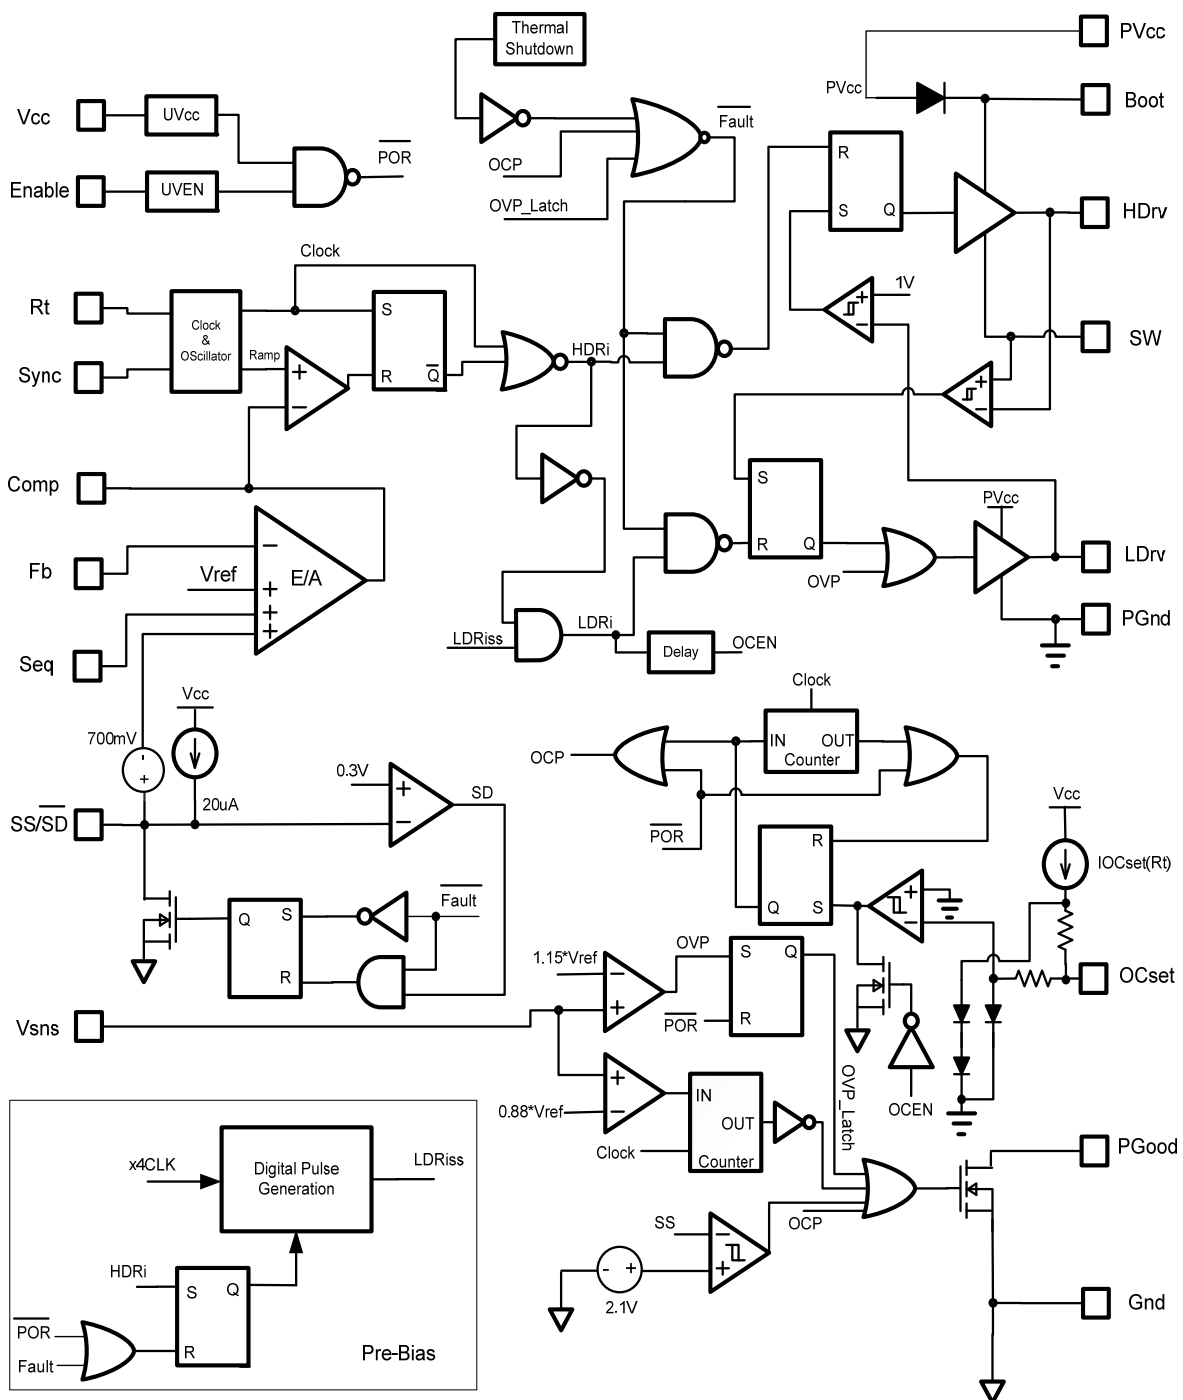 Thermal
Shutdown
PVcc
PVcc
Boot
Vcc
UVcc
POR
Fault
OCP
R
Enable
UVEN
OVP_Latch
S
Q
HDrv
Clock
1V
Rt
Clock
&
OScillator
S
HDRi
SW
Sync
Ramp
R
Q
Comp
S
PVcc
Fb
E/A
Vref
R
Q
OVP
LDrv
LDRiss
LDRi
PGnd
Delay
OCEN
Seq
Vcc
Clock
700mV
IN
OUT
Counter
OCP
0.3V
SD
20uA
Vcc
SS/SD
POR
R
IOCset(Rt)
Q
S
Fault
Q
S
R
1.15*Vref
OVP
S
Q
OCset
Vsns
POR
R
OVP_Latch
0.88*Vref
IN
OUT
Clock
Counter
OCEN
x4CLK
Digital Pulse
Generation
LDRiss
PGood
SS
OCP
HDRi
S
Q
2.1V
Gnd
POR
Fault
R
Pre-Bias